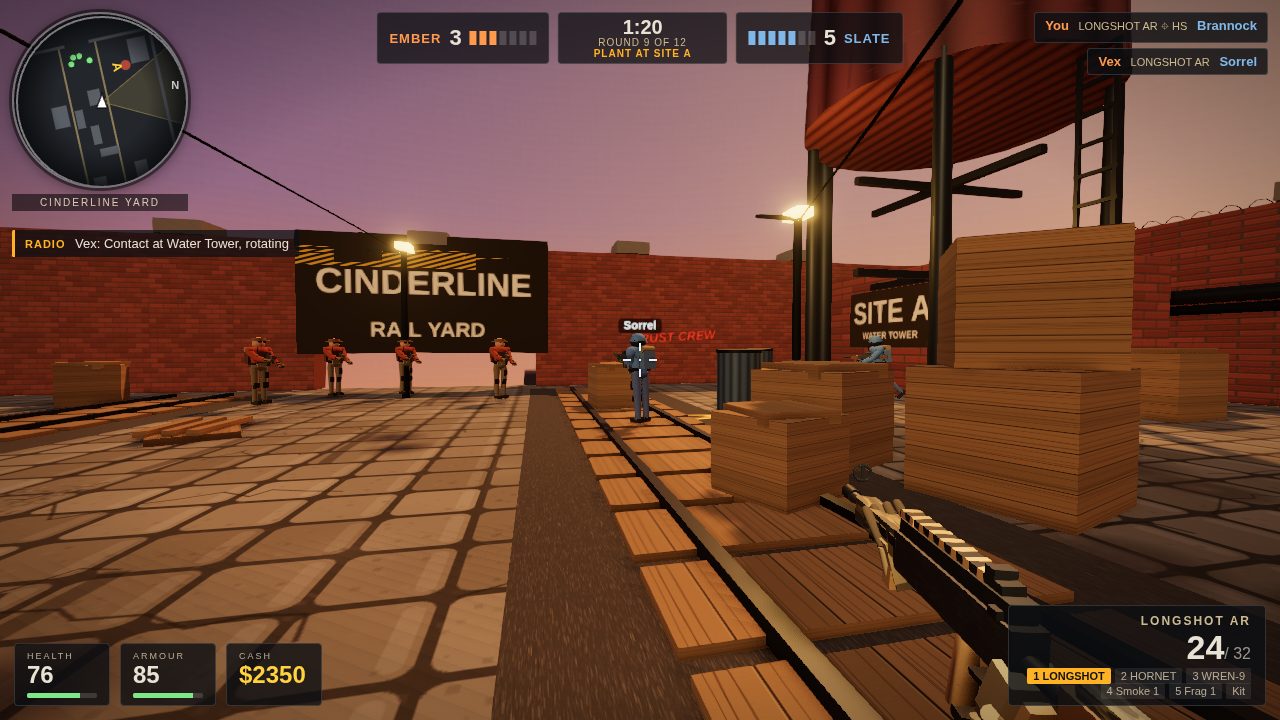 N
CINDERLINE YARD
RADIO Vex: Contact at Water Tower, rotating
EMBER 3
1:20
ROUND 9 OF 12
PLANT AT SITE A
5 SLATE
You LONGSHOT AR HS Brannock
Vex LONGSHOT AR Sorrel
A
CINDERLINE
RA L YARD
Sorrel
UST CREW
SITE A
WATER TOWER
HEALTH
76
ARMOUR
85
CASH
$2350
LONGSHOT AR
24 / 32
1 LONGSHOT 2 HORNET 3 WREN-9
4 Smoke 1 5 Frag 1 Kit